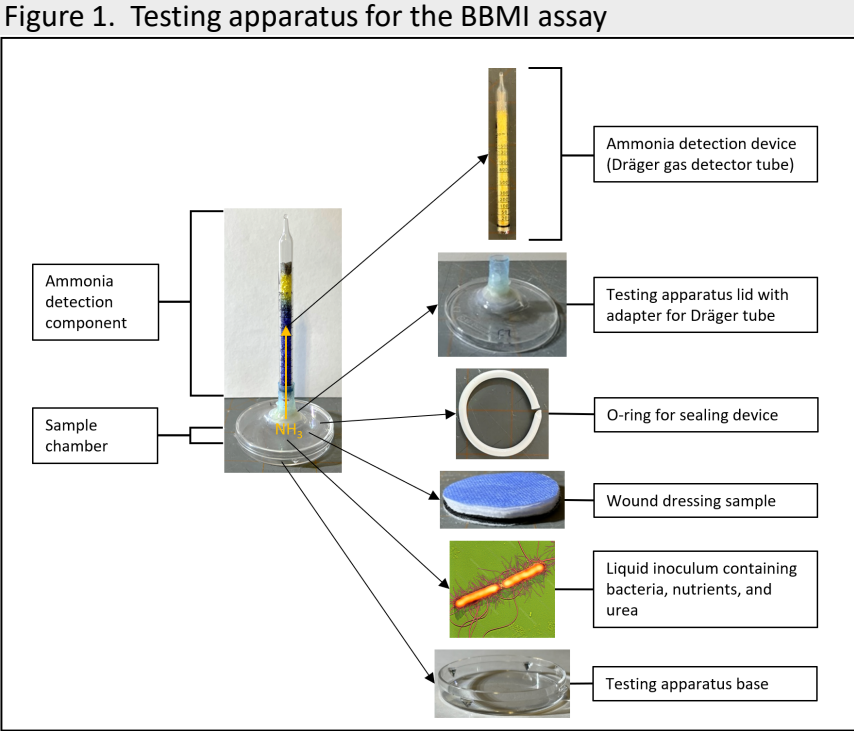 Figure 1.  Testing apparatus for the BBMI assay
Ammonia detection device
(Dräger gas detector tube)
Ammonia
detection
component
Testing apparatus lid with
adapter for Dräger tube
Sample
chamber
NH₃
O-ring for sealing device
Wound dressing sample
Liquid inoculum containing
bacteria, nutrients, and
urea
Testing apparatus base